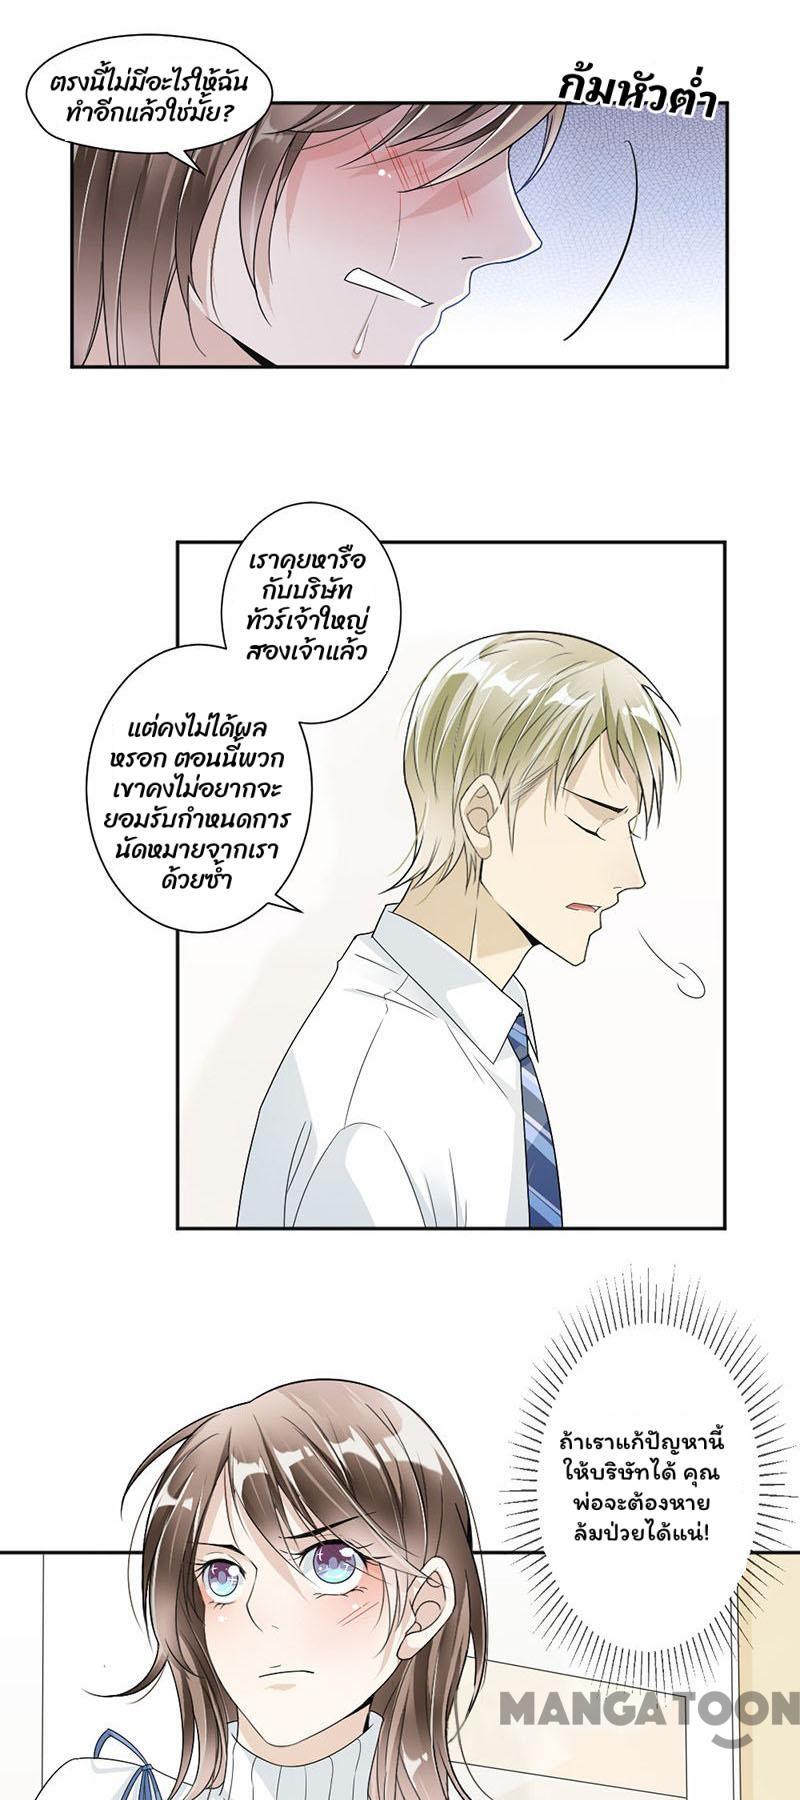 ตรงนี้ไม่มีอะไรให้ฉัน
ทำอีกแล้วใช่มั้ย?
ก้มหัวต่ำ
เราคุยหารือ
กับบริษัท
ทัวร์เจ้าใหญ่
สองเจ้าแล้ว
แต่คงไม่ได้ผล
หรอก ตอนนี้พวก
เขาคงไม่อยากจะ
ยอมรับกำหนดการ
นัดหมายจากเรา
ด้วยซ้ำ
ถ้าเราแก้ปัญหานี้
ให้บริษัทได้ คุณ
พ่อจะต้องหาย
ล้มป่วยได้แน่!
MANGATOON